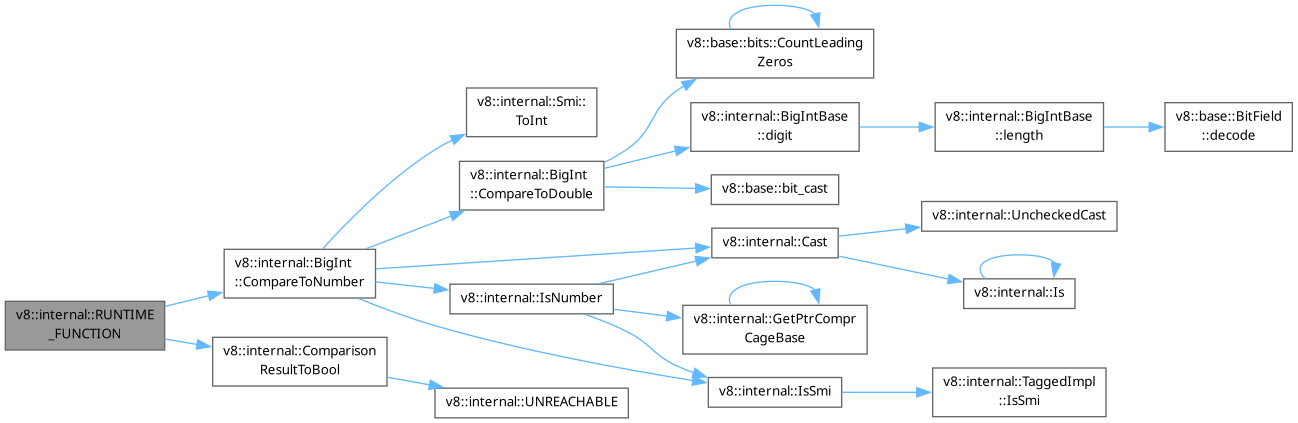 v8::base::bits::CountLeading
Zeros
v8::internal::Smi::
ToInt
v8::internal::BigIntBase
::digit
v8::internal::BigIntBase
::length
v8::base::BitField
::decode
v8::internal::BigInt
::CompareToDouble
v8::base::bit_cast
v8::internal::UncheckedCast
v8::internal::Cast
v8::internal::BigInt
::CompareToNumber
v8::internal::Is
v8::internal::IsNumber
v8::internal::RUNTIME
_FUNCTION
v8::internal::GetPtrCompr
CageBase
v8::internal::Comparison
ResultToBool
v8::internal::IsSmi
v8::internal::TaggedImpl
::IsSmi
v8::internal::UNREACHABLE